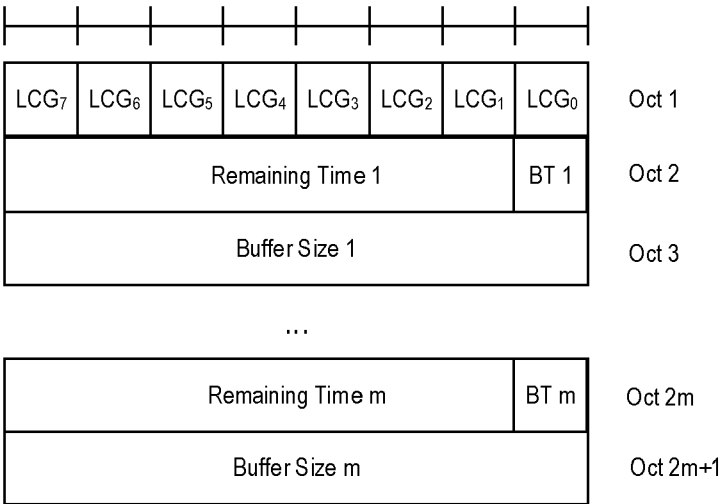 LCG7 LCG6 LCG5 LCG4 LCG3 LCG2 LCG1 LCG0 Oct 1
Remaining Time 1 BT 1 Oct 2
Buffer Size 1 Oct 3
...
Remaining Time m BT m Oct 2m
Buffer Size m Oct 2m+1